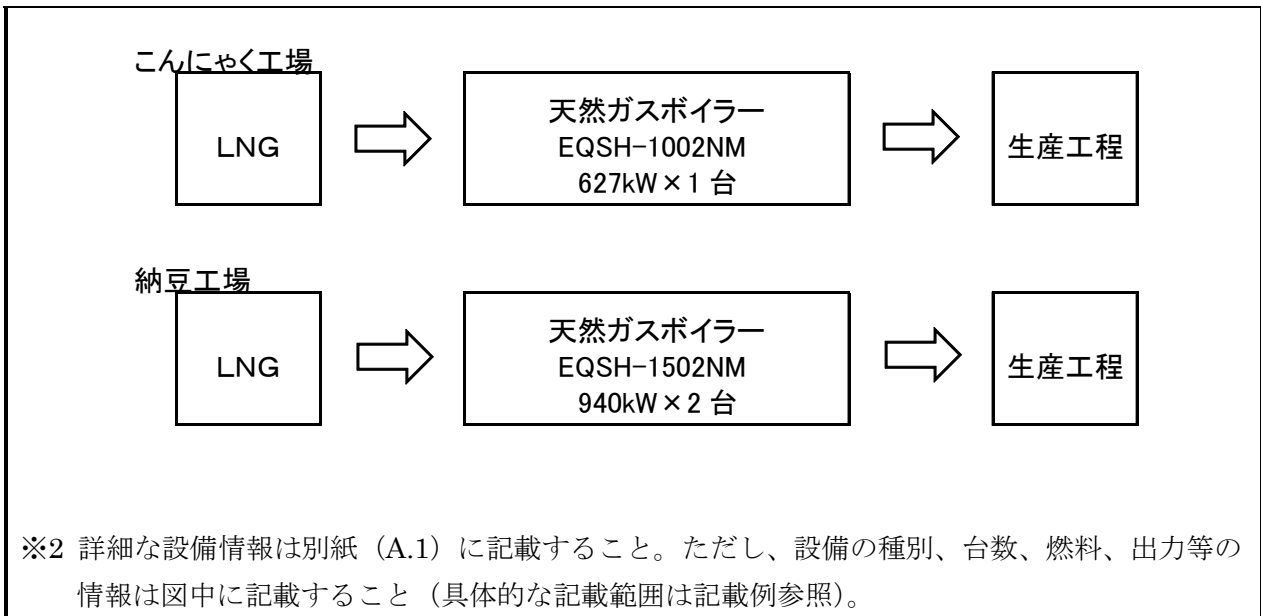 こんにゃく工場
LNG
天然ガスボイラー
EQSH-1002NM
627kW×1 台
生産工程
納豆工場
LNG
天然ガスボイラー
EQSH-1502NM
940kW×2 台
生産工程
※2 詳細な設備情報は別紙（A.1）に記載すること。ただし、設備の種別、台数、燃料、出力等の
情報は図中に記載すること（具体的な記載範囲は記載例参照）。